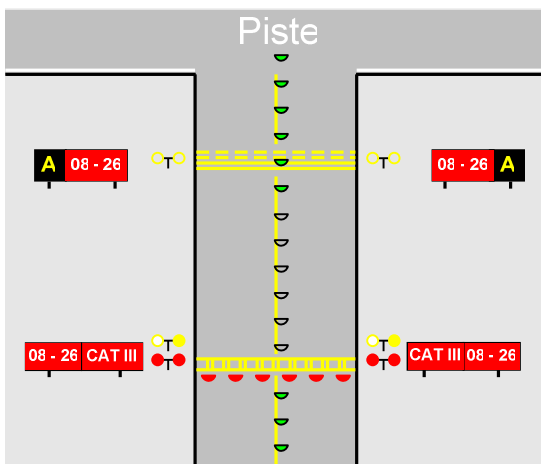 Piste
A 08 - 26
08 - 26 A
T T
T T
T T
08 - 26 CAT III
CAT III 08 - 26